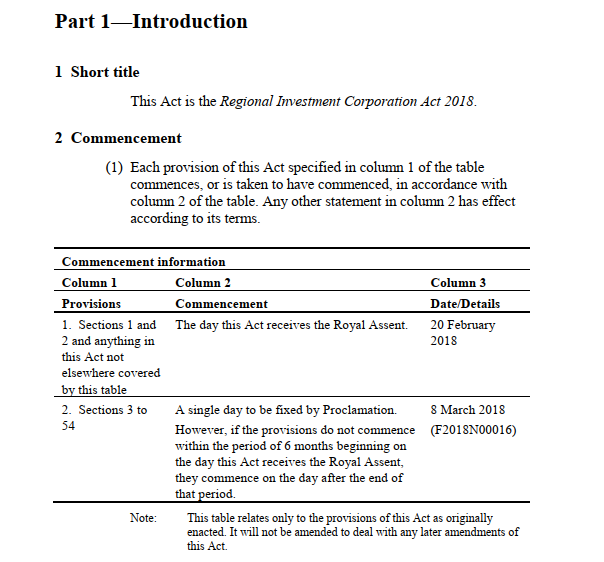 Part 1—Introduction
1 Short title
This Act is the Regional Investment Corporation Act 2018.
2 Commencement
(1) Each provision of this Act specified in column 1 of the table
commences, or is taken to have commenced, in accordance with
column 2 of the table. Any other statement in column 2 has effect
according to its terms.
Commencement information
Column 1 Column 2 Column 3
Provisions Commencement Date/Details
1. Sections 1 and
2 and anything in
this Act not
elsewhere covered
by this table
The day this Act receives the Royal Assent.
20 February
2018
2. Sections 3 to
54
A single day to be fixed by Proclamation.
However, if the provisions do not commence
within the period of 6 months beginning on
the day this Act receives the Royal Assent,
they commence on the day after the end of
that period.
8 March 2018
(F2018N00016)
Note: This table relates only to the provisions of this Act as originally
enacted. It will not be amended to deal with any later amendments of
this Act.